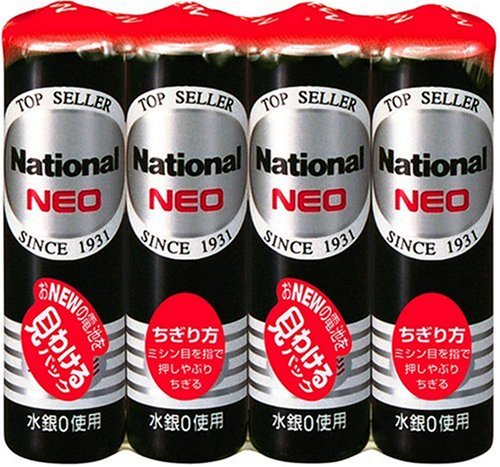 TOP SELLER
National
NEO
SINCE 1931
おNEWの電池を
見わける
パック
水銀0使用
TOP SELLER
National
NEO
SINCE 1931
ちぎり方
ミシン目を指で
押しやぶり
ちぎる
水銀0使用
TOP SELLER
National
NEO
SINCE 1931
おNEWの電池を
見わける
パック
水銀0使用
TOP SELLER
National
NEO
SINCE 1931
ちぎり方
ミシン目を指で
押しやぶり
ちぎる
水銀0使用